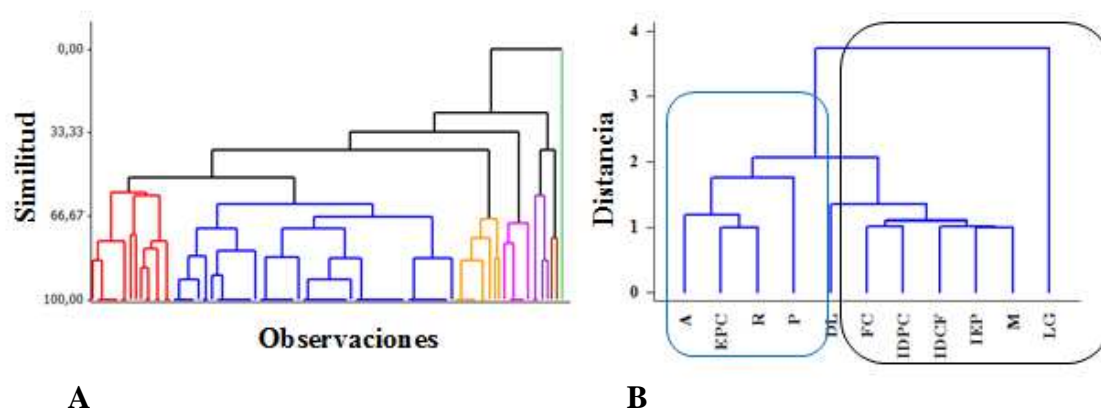 Similitud
0,00
33,33
66,67
100,00
Observaciones
A
Distancia
4
3
2
1
0
A
EPC
R
P
DL
FC
IDPC
IDCF
IEP
M
LG
B